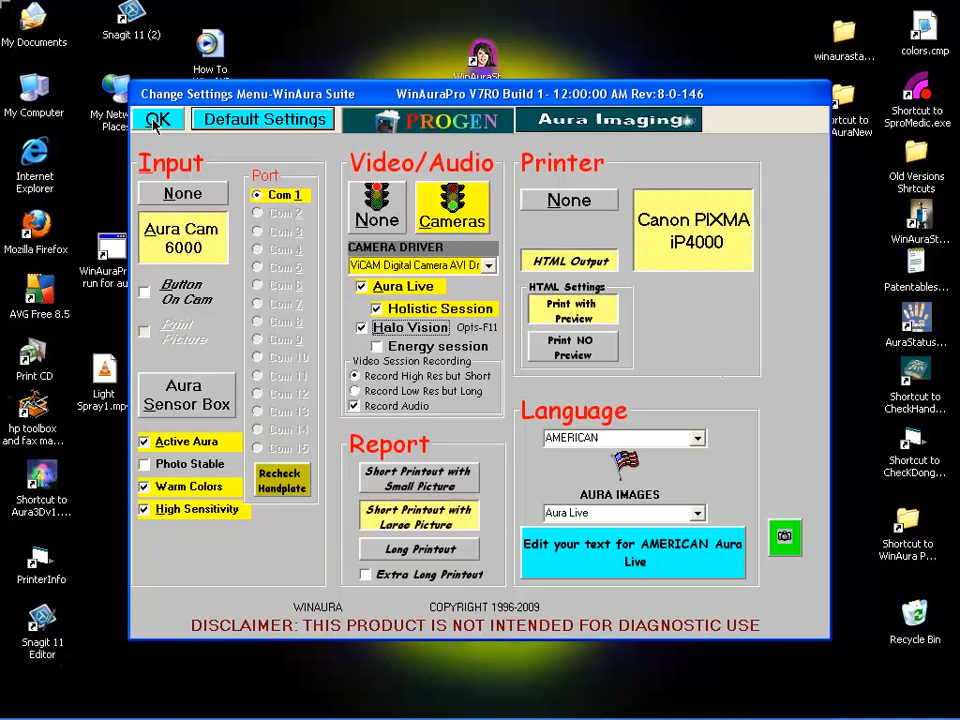 My Documents
Snagit 11 (2)
How To
My Computer
My Netw
Places
Internet
Explorer
Mozilla Firefox
WinAuraPr
run for au
AVG Free 8.5
Print CD
Light
Spray1.mp
hp toolbox
and fax ma...
Shortcut to
Aura3Dv1....
PrinterInfo
Snagit 11
Editor
winaurasta...
colors.cmp
ortcut to
AuraNew
Shortcut to
SproMedic.exe
Old Versions
Shrtcuts
WinAuraSt...
Patentables...
AuraStatus...
Shortcut to
CheckHand...
Shortcut to
CheckDong...
Shortcut to
WinAura P...
Recycle Bin
Change Settings Menu-WinAura Suite
WinAuraPro V7R0 Build 1- 12:00:00 AM Rev:8-0-146
OK
Default Settings
PROGEN
Aura Imaging
Input
None
Aura Cam
6000
Button
On Cam
Print
Picture
Aura
Sensor Box
Active Aura
Photo Stable
Warm Colors
High Sensitivity
Port
Com 1
Com 2
Com 3
Com 4
Com 5
Com 6
Com 7
Com 8
Com 9
Com 10
Com 11
Com 12
Com 13
Com 14
Com 15
Recheck
Handplate
Video/Audio
None
Cameras
CAMERA DRIVER
ViCAM Digital Camera AVI Dr
Aura Live
Holistic Session
Halo Vision
Opts-F11
Energy session
Video Session Recording
Record High Res but Short
Record Low Res but Long
Record Audio
Report
Short Printout with
Small Picture
Short Printout with
Large Picture
Long Printout
Extra Long Printout
Printer
None
Canon PIXMA
iP4000
HTML Output
HTML Settings
Print with
Preview
Print NO
Preview
Language
AMERICAN
AURA IMAGES
Aura Live
Edit your text for AMERICAN Aura
Live
WINAURA
COPYRIGHT 1996-2009
DISCLAIMER: THIS PRODUCT IS NOT INTENDED FOR DIAGNOSTIC USE